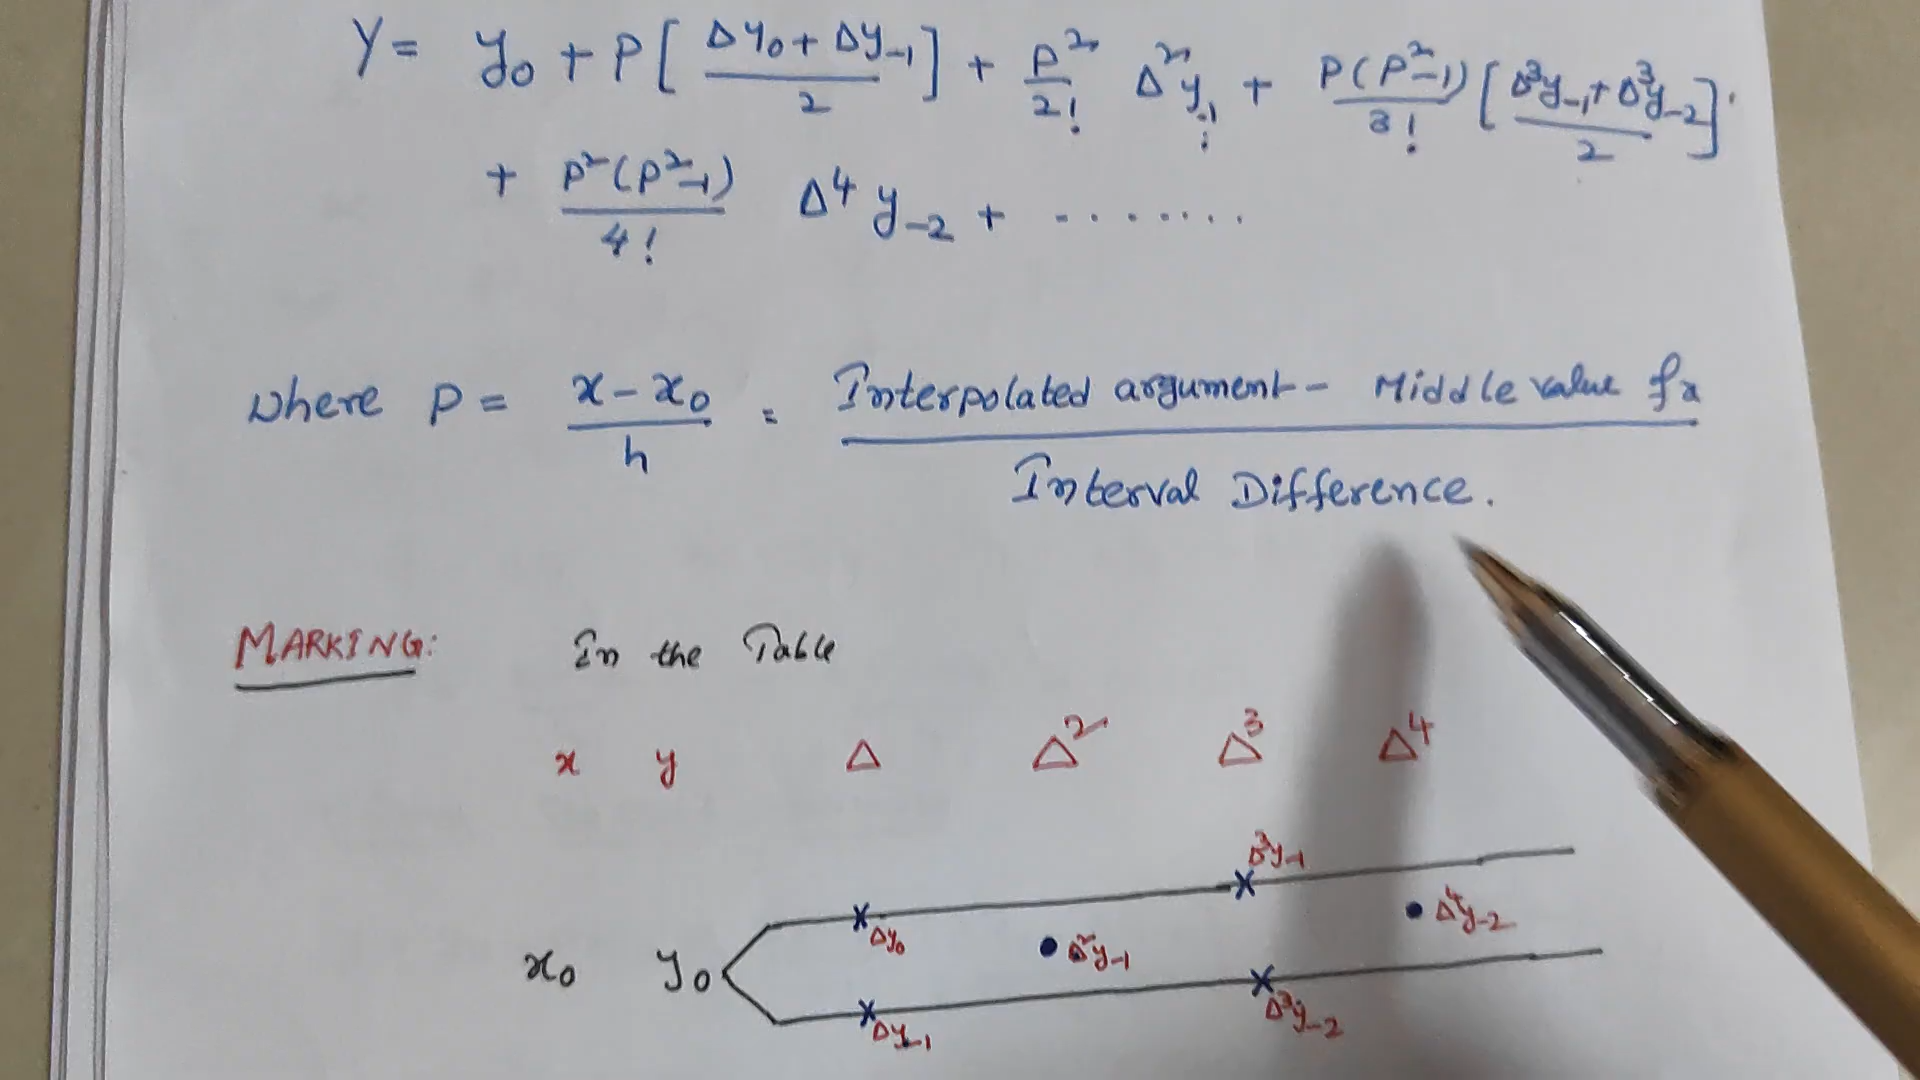 Y = y₀ + P [ (Δy₀ + Δy₋₁) / 2 ] + P²/2! Δ²y₋₁ + P(P²-1)/3! [ (Δ³y₋₁ + Δ³y₋₂) / 2 ]
+ P²(P²-1)/4! Δ⁴y₋₂ + ........
where P = (x - x₀)/h = Interpolated argument - Middle value fx / Interval Difference.
MARKING: In the Table
x y Δ Δ² Δ³ Δ⁴
Δ³y₋₁
Δy₀ Δ²y₋₁ Δ⁴y₋₂
x₀ y₀
Δy₋₁ Δ³y₋₂